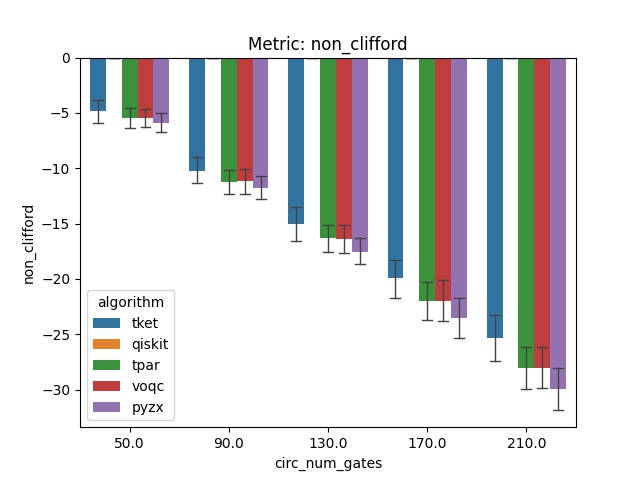 Metric: non_clifford
non_clifford
0
−5
−10
−15
−20
−25
−30
algorithm
tket
qiskit
tpar
voqc
pyzx
50.0 90.0 130.0 170.0 210.0
circ_num_gates